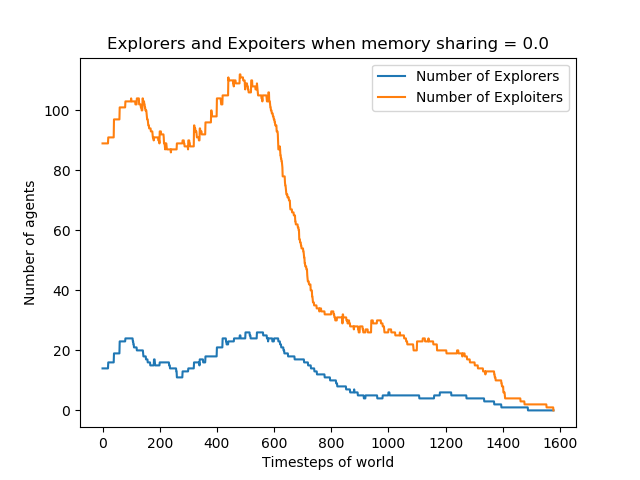 Explorers and Expoiters when memory sharing = 0.0
Number of Explorers
Number of Exploiters
Number of agents
100
80
60
40
20
0
0 200 400 600 800 1000 1200 1400 1600
Timesteps of world